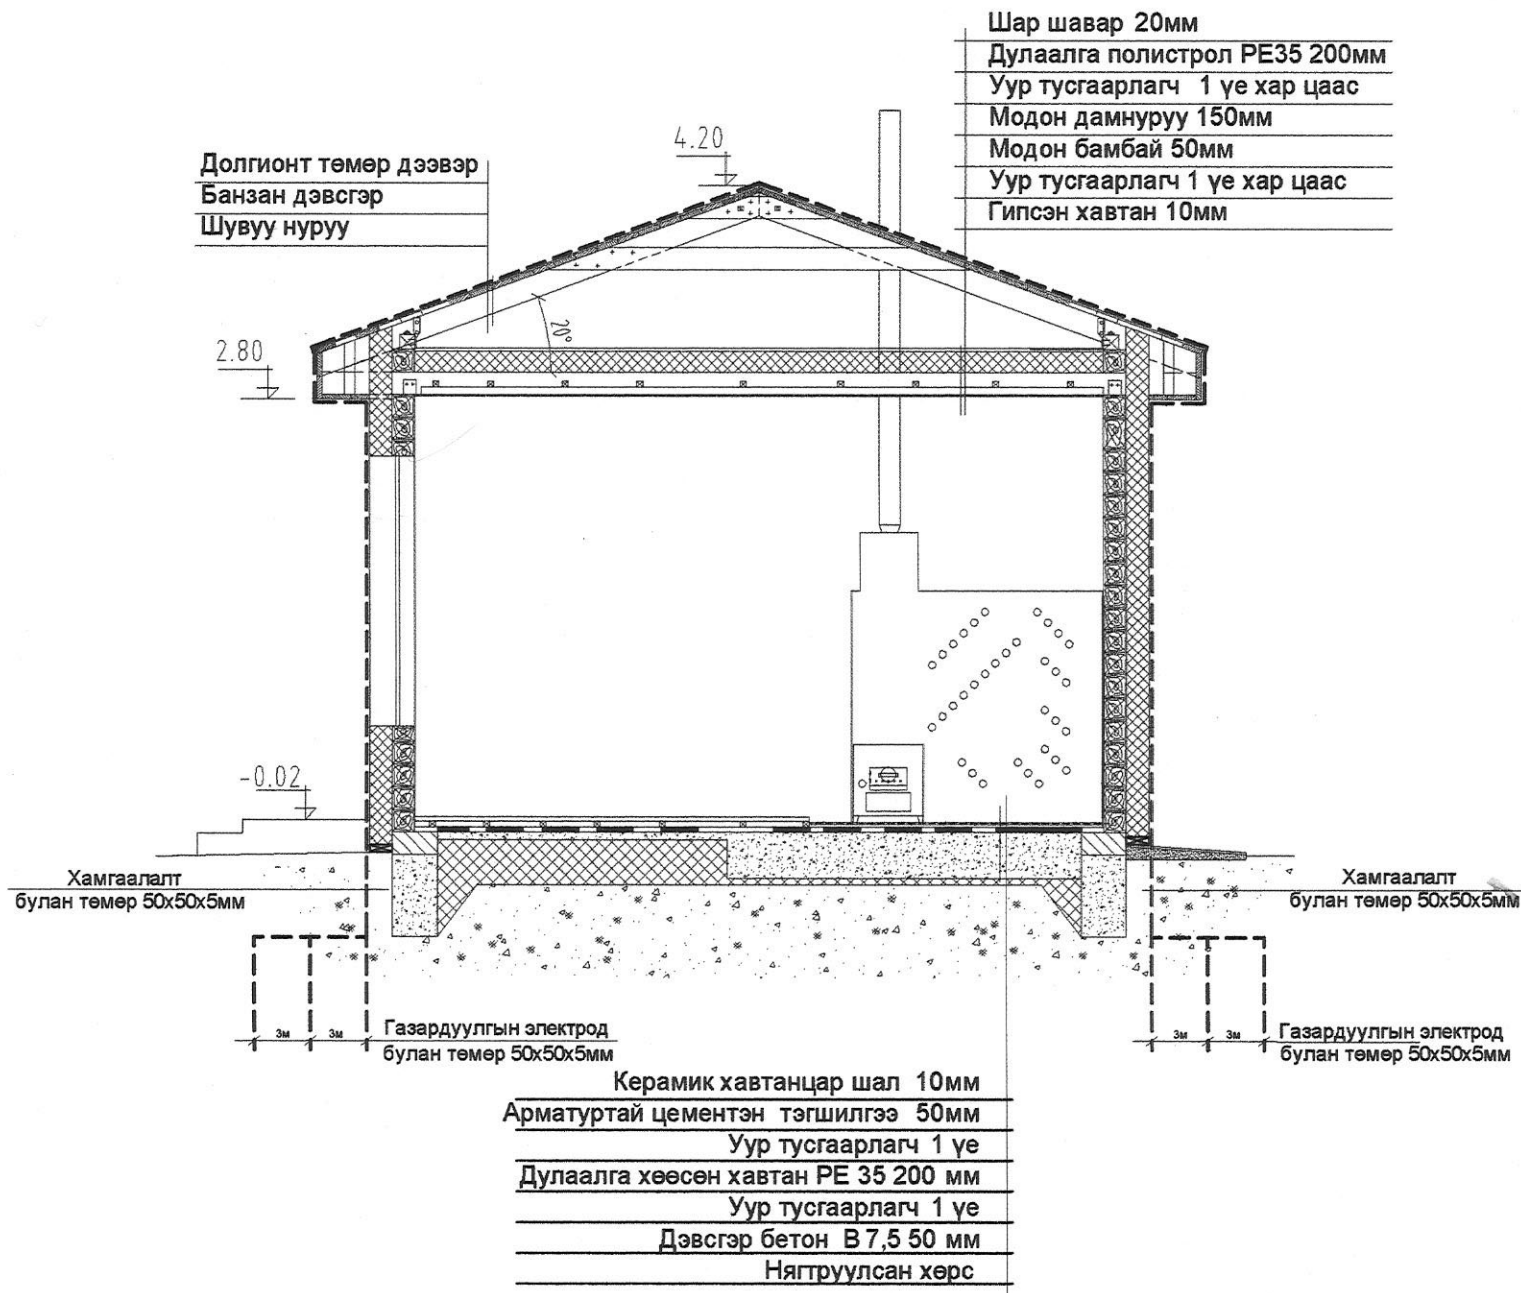 Шар шавар 20мм
Дулаалга полистрол РЕ35 200мм
Уур тусгаарлагч 1 үе хар цаас
Модон дамнуруу 150мм
Модон бамбай 50мм
Уур тусгаарлагч 1 үе хар цаас
Гипсэн хавтан 10мм
4.20
Долгионт төмөр дээвэр
Банзан дэвсгэр
Шувуу нуруу
20°
2.80
-0.02
Хамгаалалт
булан төмөр 50х50х5мм
Хамгаалалт
булан төмөр 50х50х5мм
3м 3м
Газардуулгын электрод
булан төмөр 50х50х5мм
3м 3м
Газардуулгын электрод
булан төмөр 50х50х5мм
Керамик хавтанцар шал 10мм
Арматуртай цементэн тэгшилгээ 50мм
Уур тусгаарлагч 1 үе
Дулаалга хөөсөн хавтан РЕ 35 200 мм
Уур тусгаарлагч 1 үе
Дэвсгэр бетон В 7,5 50 мм
Нягтруулсан хөрс